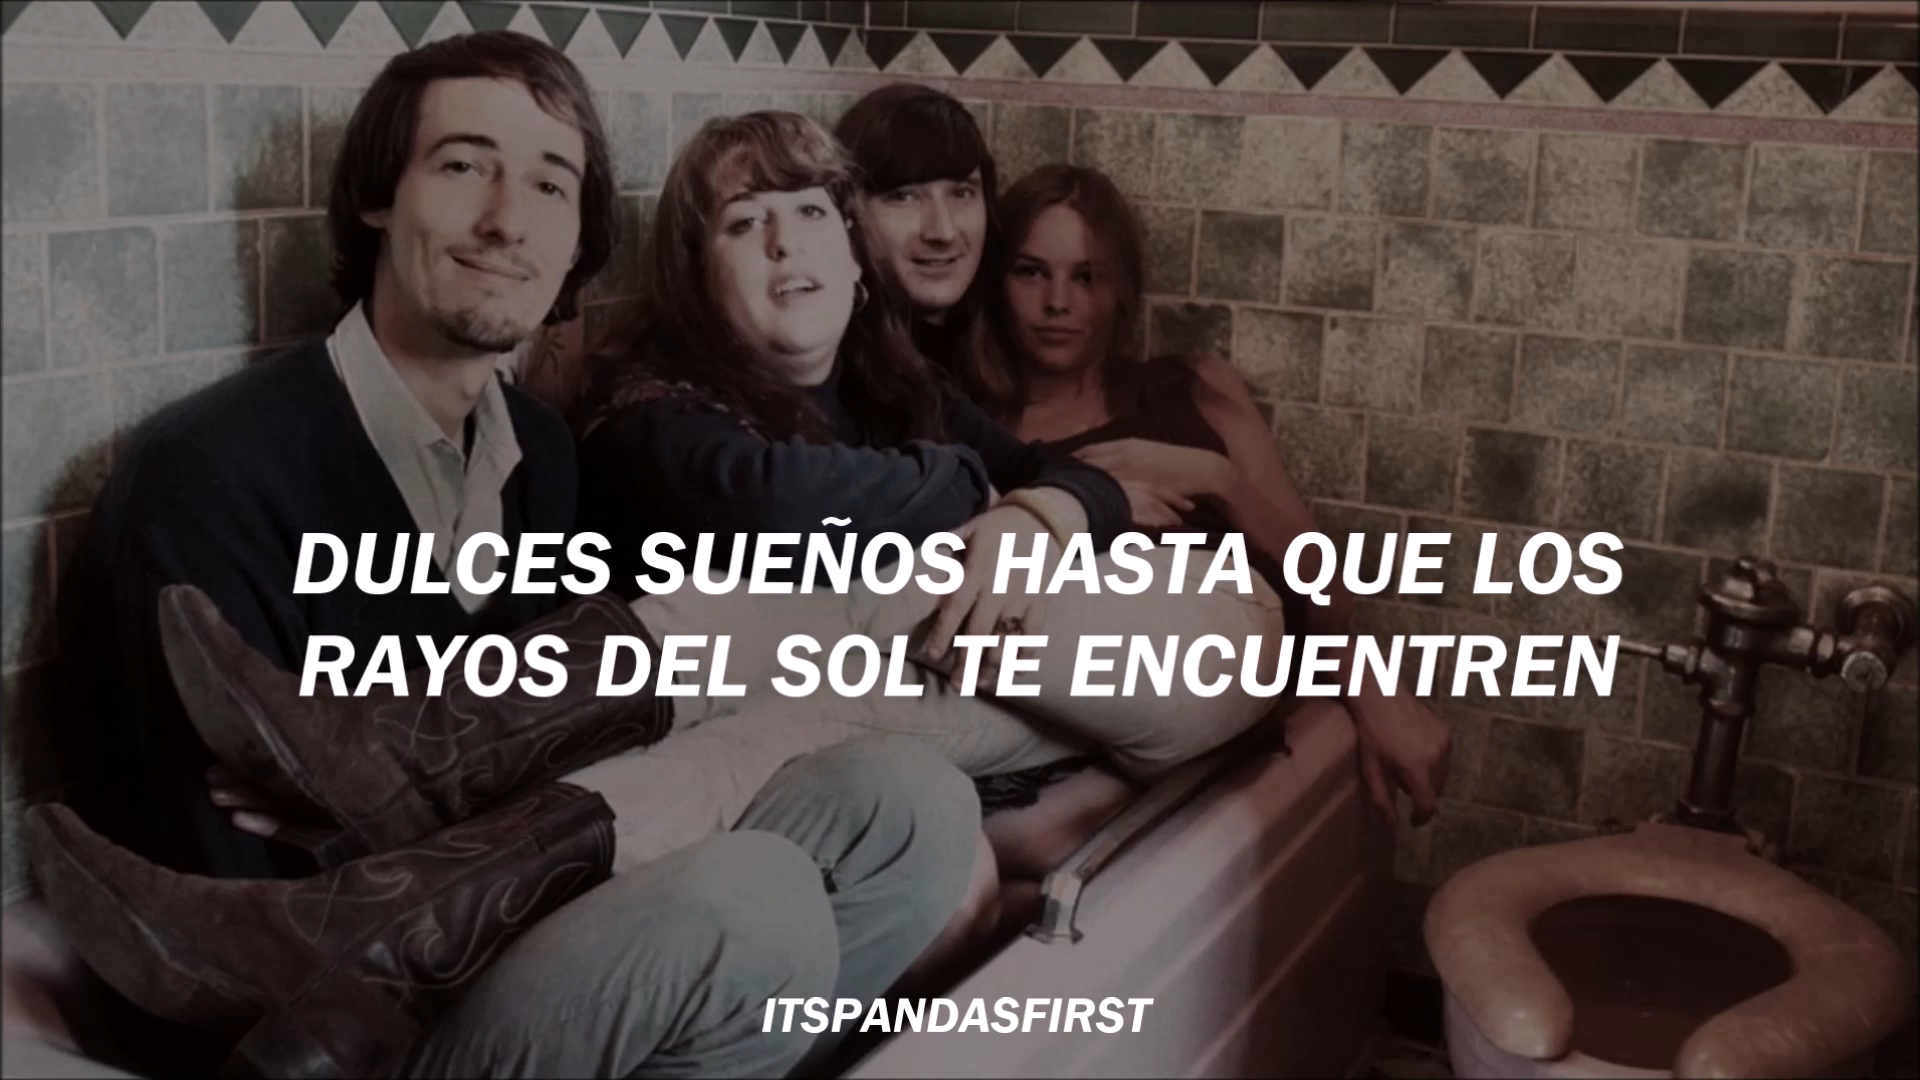 DULCES SUEÑOS HASTA QUE LOS
RAYOS DEL SOL TE ENCUENTREN
ITSPANDASFIRST